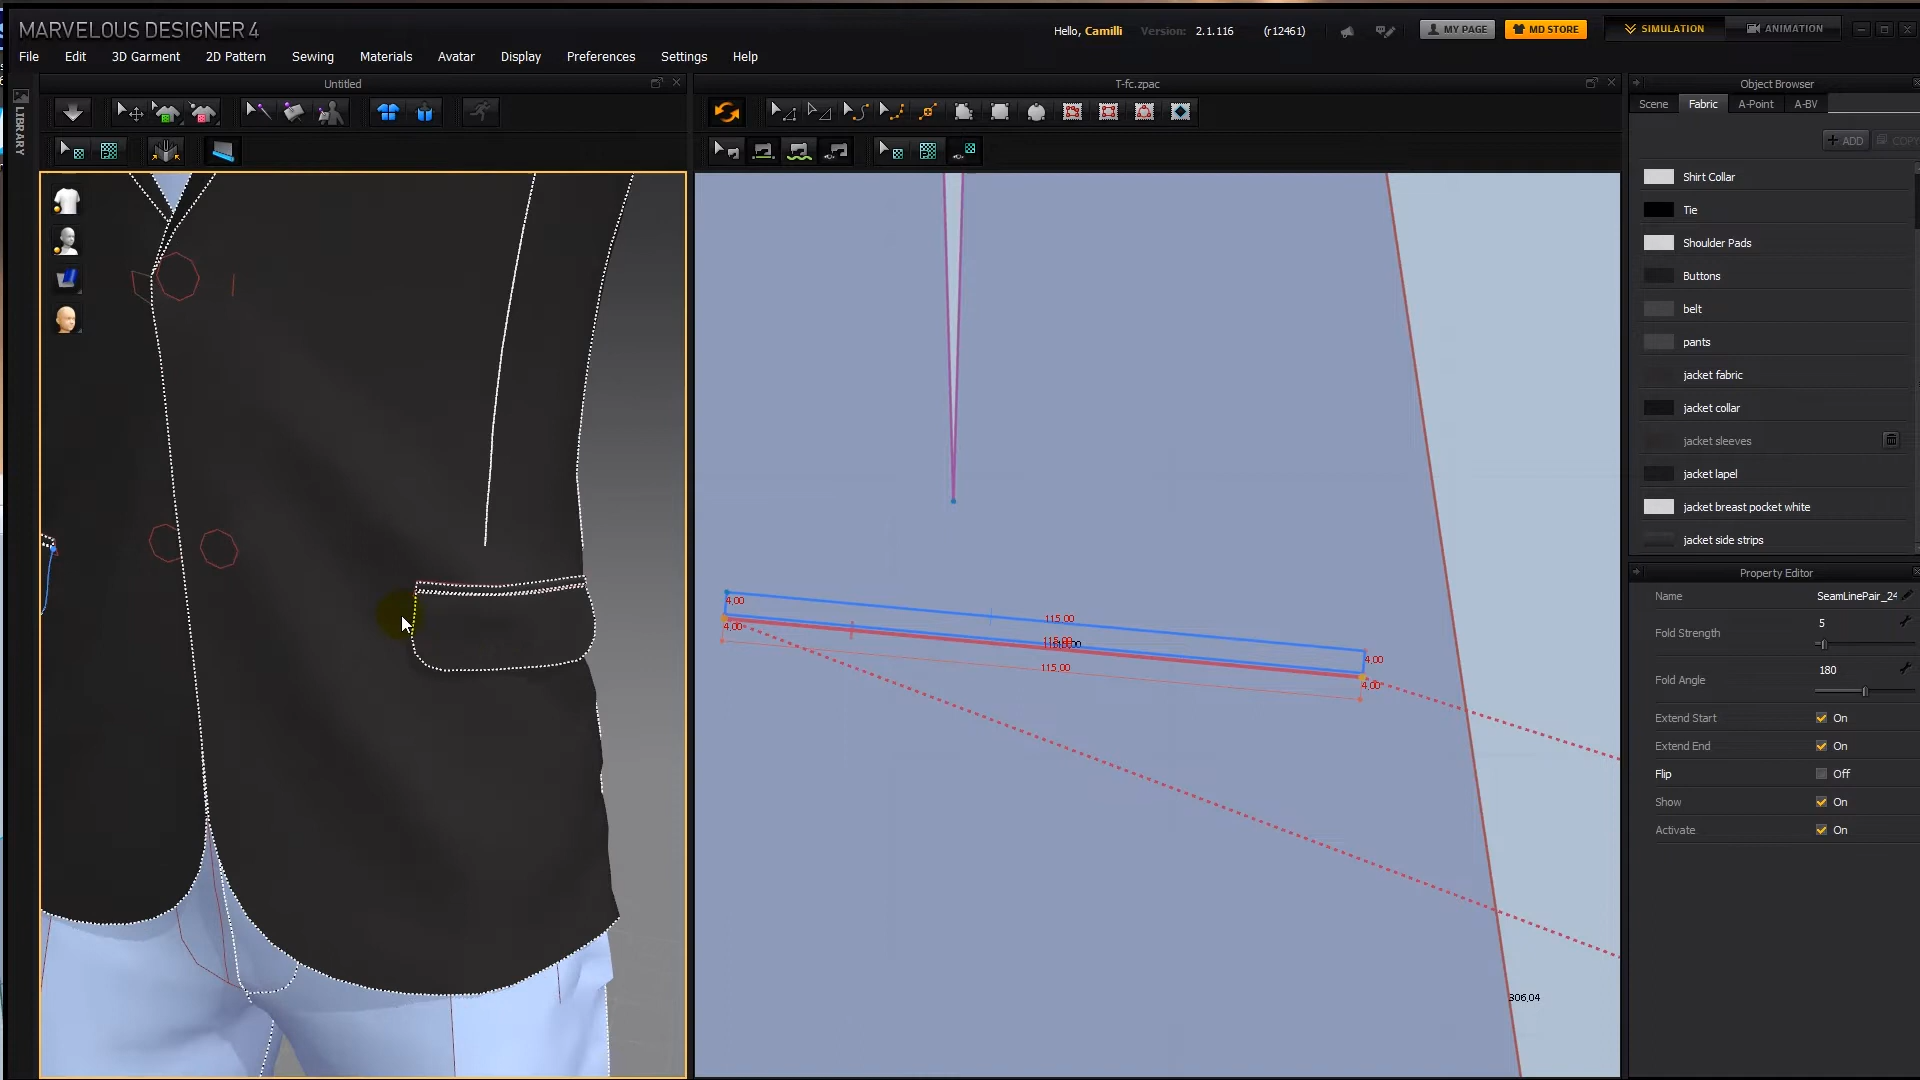 MARVELOUS DESIGNER 4
Hello, Camilli
Version: 2.1.116
(r12461)
MY PAGE
MD STORE
SIMULATION
ANIMATION
File
Edit
3D Garment
2D Pattern
Sewing
Materials
Avatar
Display
Preferences
Settings
Help
LIBRARY
Untitled
T-fc.zpac
Object Browser
Scene
Fabric
A-Point
A-BV
+ ADD
COPY
Shirt Collar
Tie
Shoulder Pads
Buttons
belt
pants
jacket fabric
jacket collar
jacket sleeves
jacket lapel
jacket breast pocket white
jacket side strips
4,00
115,00
4,00
115,00
4,00
115,00
4,00
306,04
Property Editor
Name
SeamLinePair_24
Fold Strength
5
Fold Angle
180
Extend Start
On
Extend End
On
Flip
Off
Show
On
Activate
On